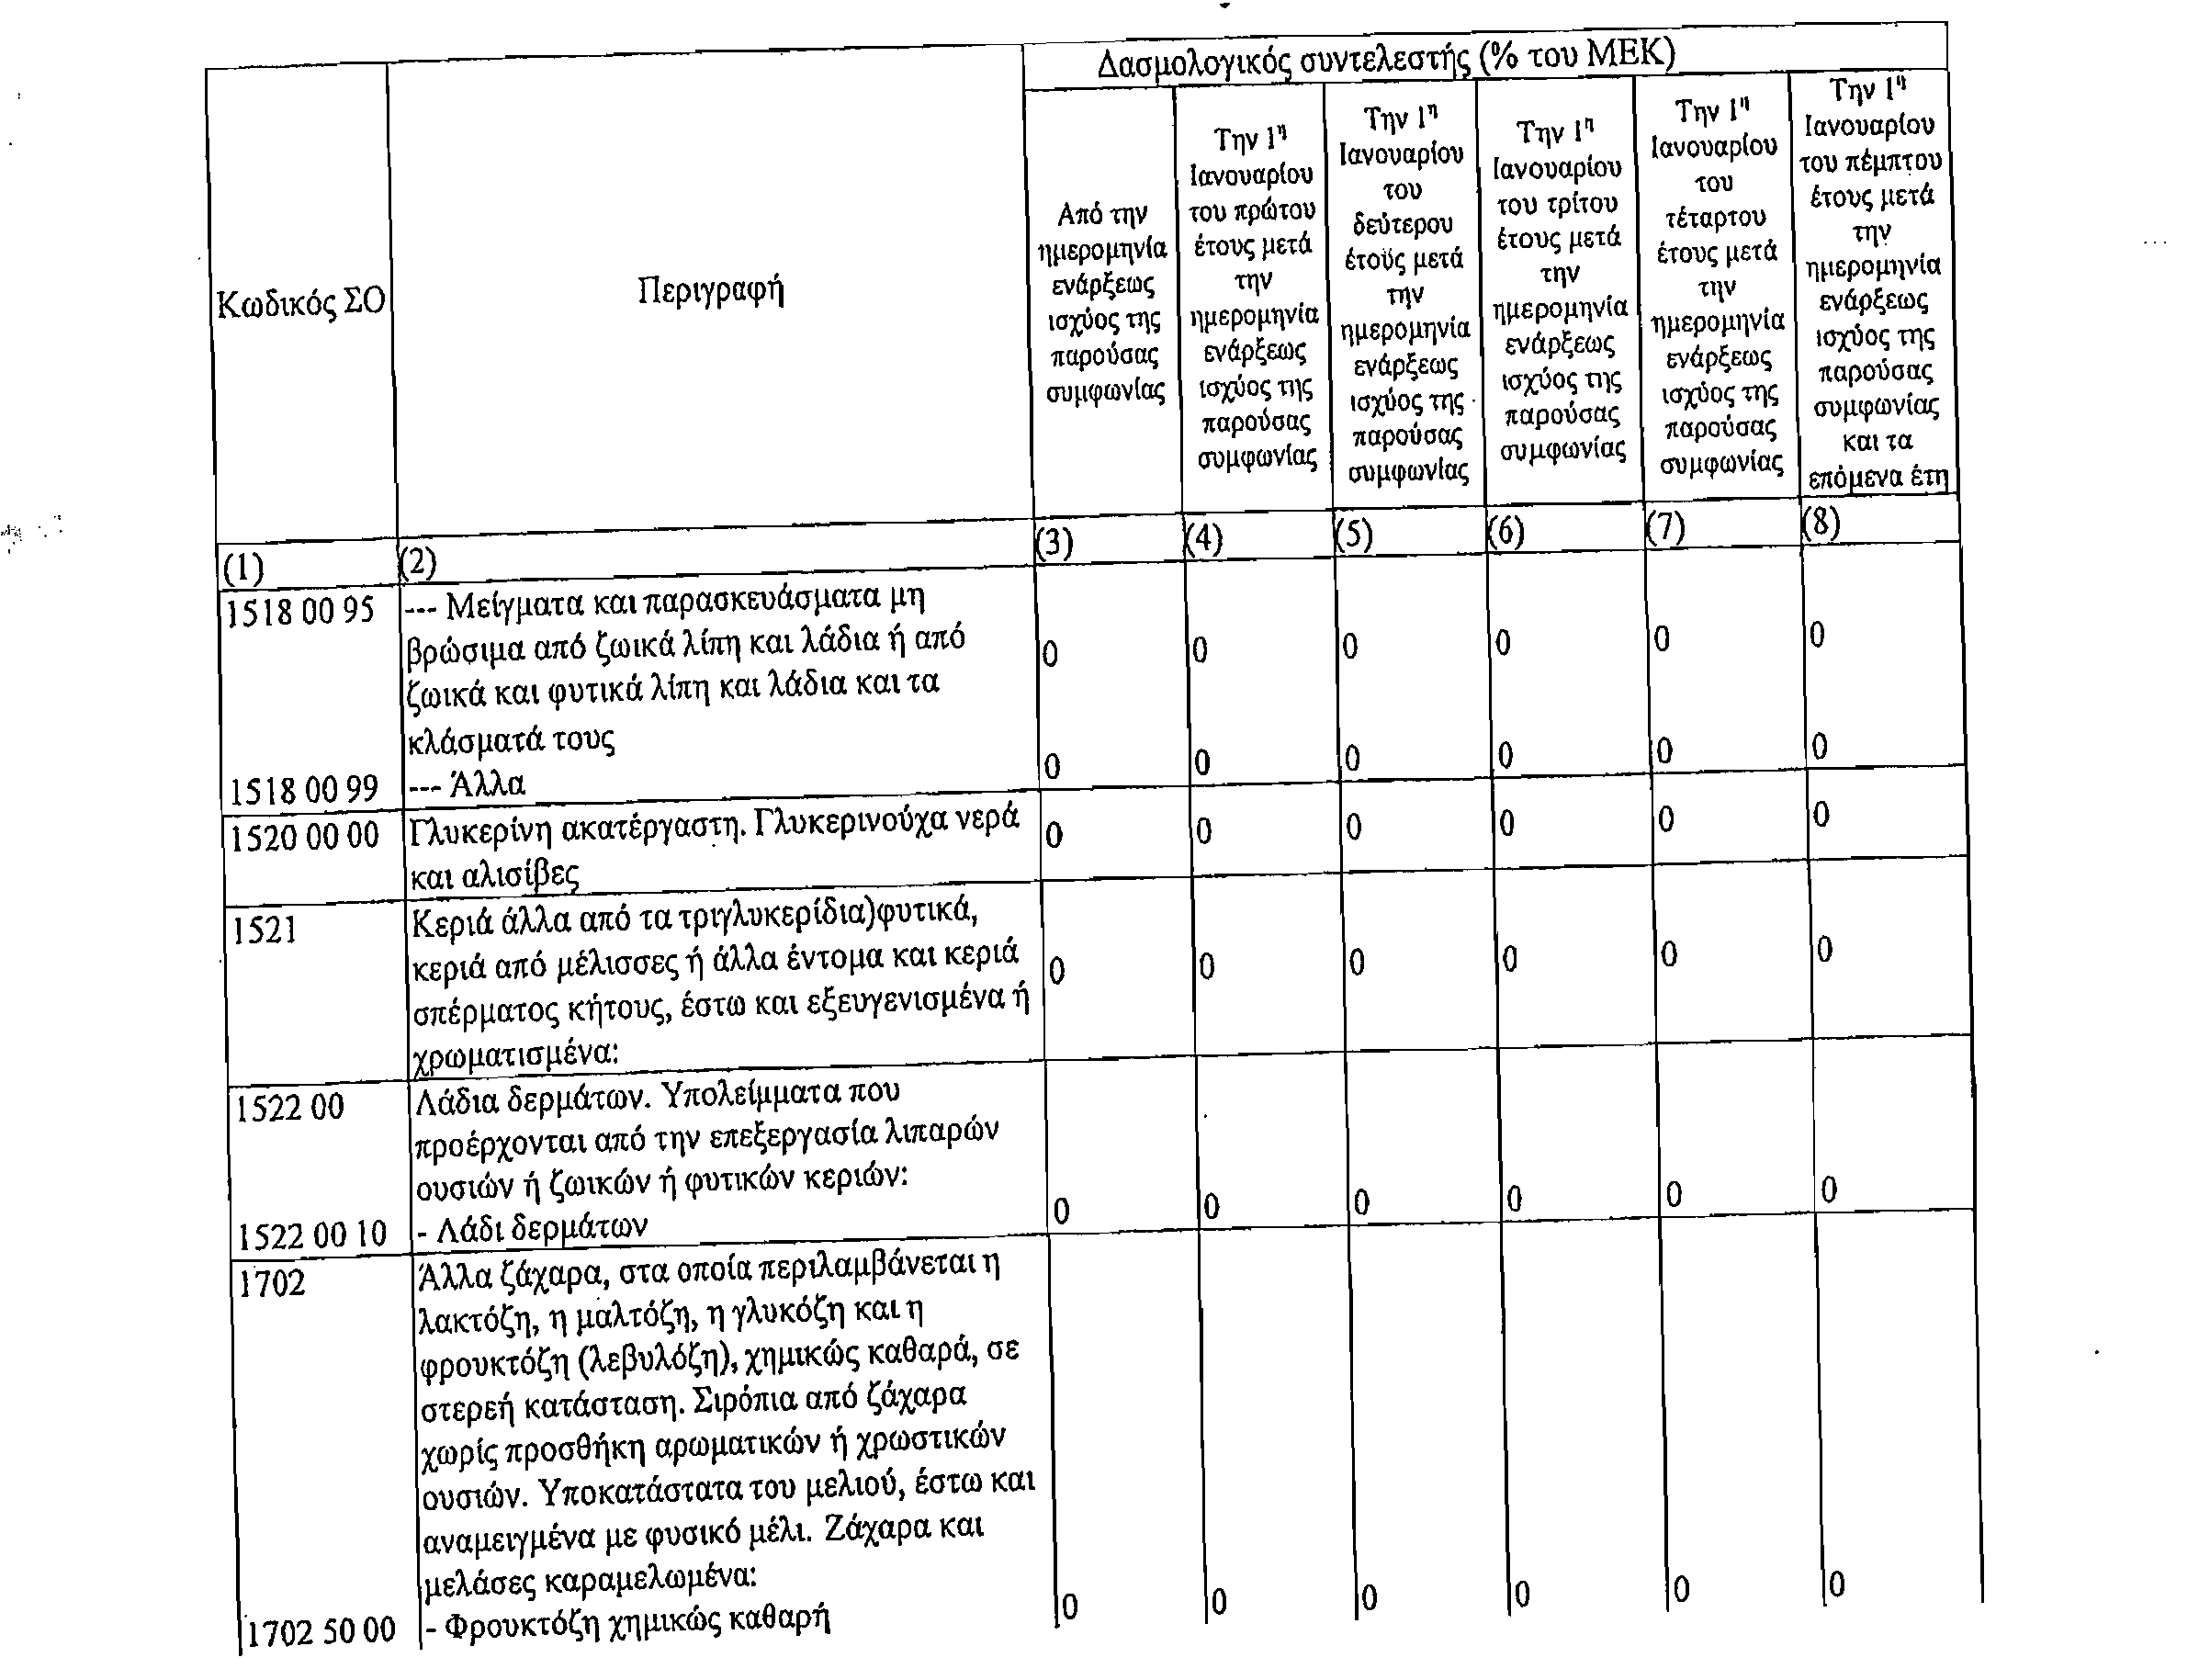 Δασμολογικός συντελεστής (% του ΜΕΚ)
Κωδικός ΣΟ
Περιγραφή
Από την
ημερομηνία
ενάρξεως
ισχύος της
παρούσας
συμφωνίας
Την 1η
Ιανουαρίου
του πρώτου
έτους μετά
την
ημερομηνία
ενάρξεως
ισχύος της
παρούσας
συμφωνίας
Την 1η
Ιανουαρίου
του
δεύτερου
έτους μετά
την
ημερομηνία
ενάρξεως
ισχύος της
παρούσας
συμφωνίας
Την 1η
Ιανουαρίου
του τρίτου
έτους μετά
την
ημερομηνία
ενάρξεως
ισχύος της
παρούσας
συμφωνίας
Την 1η
Ιανουαρίου
του
τέταρτου
έτους μετά
την
ημερομηνία
ενάρξεως
ισχύος της
παρούσας
συμφωνίας
Την 1η
Ιανουαρίου
του πέμπτου
έτους μετά
την
ημερομηνία
ενάρξεως
ισχύος της
παρούσας
συμφωνίας
και τα
επόμενα έτη
(1) (2) (3) (4) (5) (6) (7) (8)
1518 00 95 --- Μείγματα και παρασκευάσματα μη
βρώσιμα από ζωικά λίπη και λάδια ή από 0 0 0 0 0 0
ζωικά και φυτικά λίπη και λάδια και τα
κλάσματά τους
1518 00 99 --- Άλλα 0 0 0 0 0 0
1520 00 00 Γλυκερίνη ακατέργαστη. Γλυκερινούχα νερά 0 0 0 0 0 0
και αλισίβες
1521 Κεριά άλλα από τα τριγλυκερίδια)φυτικά,
κεριά από μέλισσες ή άλλα έντομα και κεριά 0 0 0 0 0 0
σπέρματος κήτους, έστω και εξευγενισμένα ή
χρωματισμένα:
1522 00 Λάδια δερμάτων. Υπολείμματα που
προέρχονται από την επεξεργασία λιπαρών
ουσιών ή ζωικών ή φυτικών κεριών:
1522 00 10 - Λάδι δερμάτων 0 0 0 0 0 0
1702 Άλλα ζάχαρα, στα οποία περιλαμβάνεται η
λακτόζη, η μαλτόζη, η γλυκόζη και η
φρουκτόζη (λεβυλόζη), χημικώς καθαρά, σε
στερεή κατάσταση. Σιρόπια από ζάχαρα
χωρίς προσθήκη αρωματικών ή χρωστικών
ουσιών. Υποκατάστατα του μελιού, έστω και
αναμειγμένα με φυσικό μέλι. Ζάχαρα και
μελάσες καραμελωμένα:
1702 50 00 - Φρουκτόζη χημικώς καθαρή 0 0 0 0 0 0